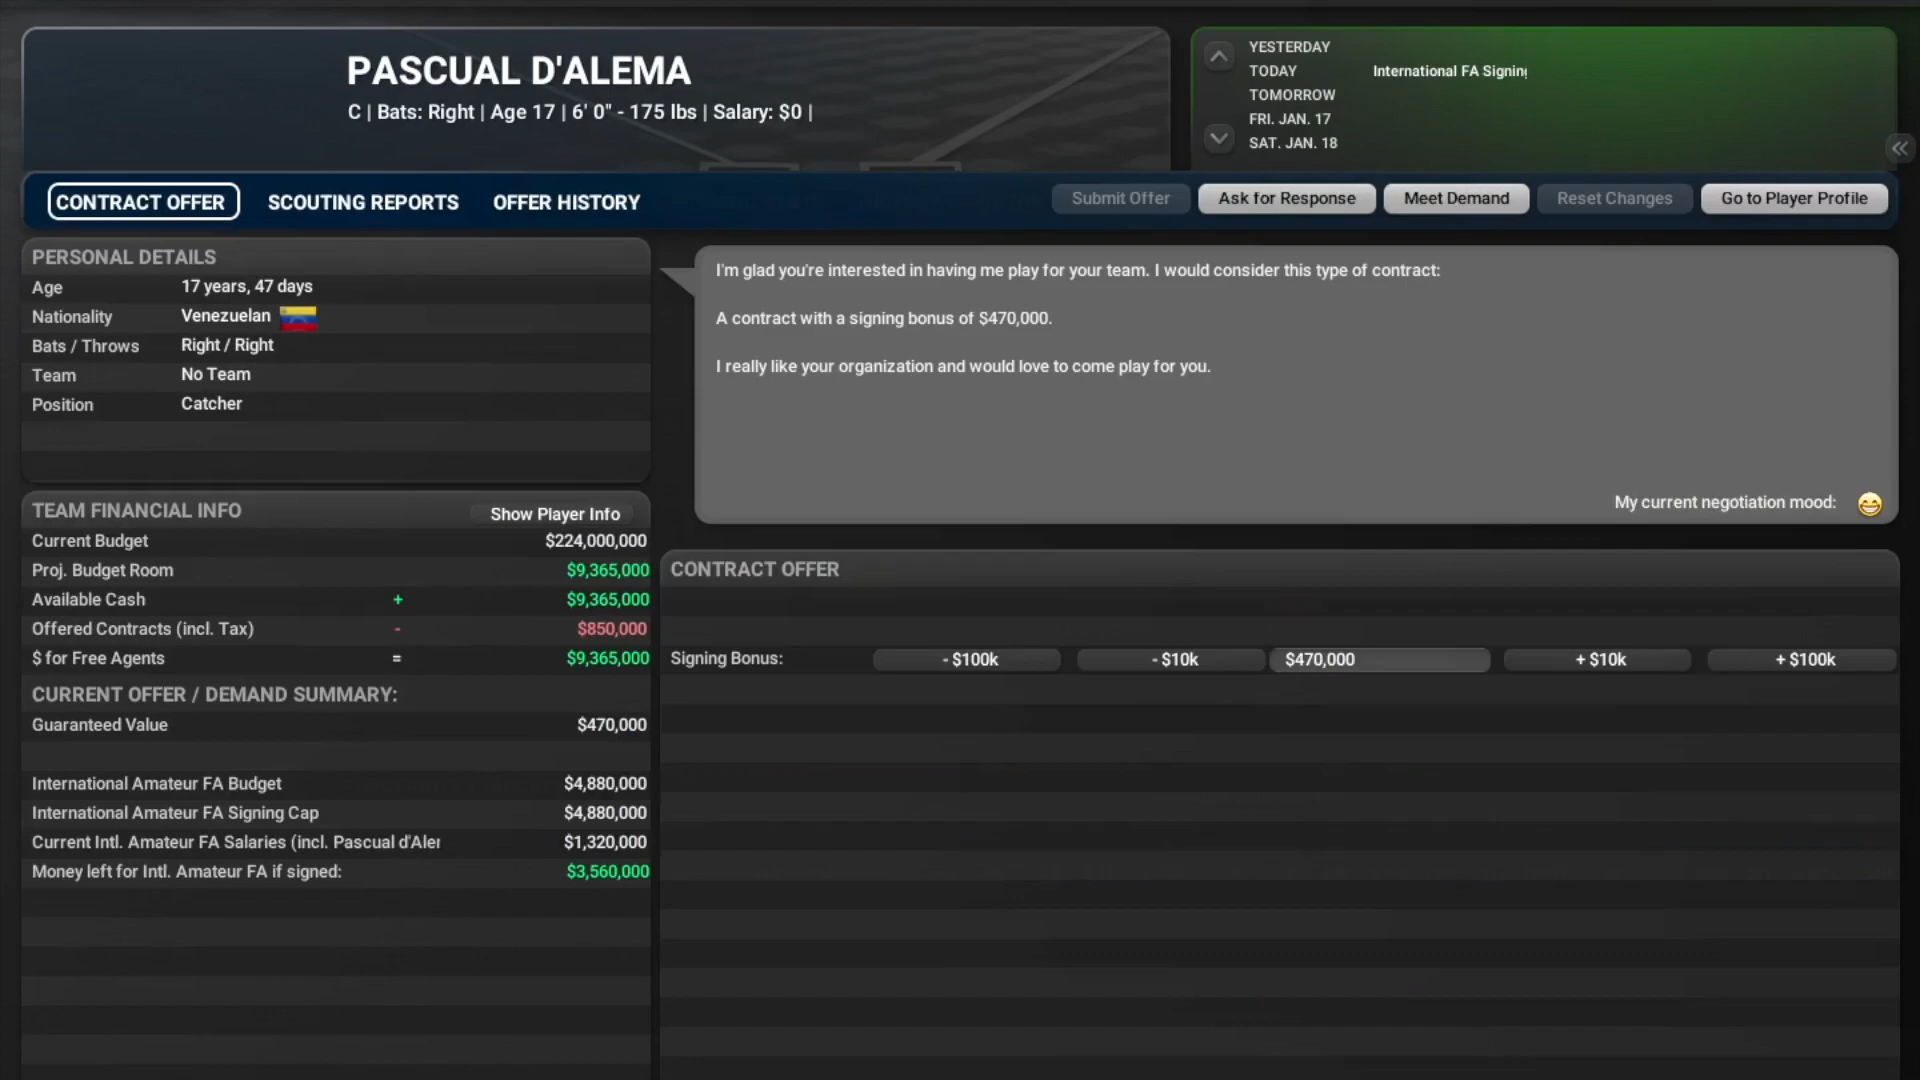 PASCUAL D'ALEMA
C | Bats: Right | Age 17 | 6' 0" - 175 lbs | Salary: $0 |
YESTERDAY
TODAY International FA Signing
TOMORROW
FRI. JAN. 17
SAT. JAN. 18
CONTRACT OFFER SCOUTING REPORTS OFFER HISTORY
Submit Offer Ask for Response Meet Demand Reset Changes Go to Player Profile
PERSONAL DETAILS
Age 17 years, 47 days
Nationality Venezuelan
Bats / Throws Right / Right
Team No Team
Position Catcher
I'm glad you're interested in having me play for your team. I would consider this type of contract:
A contract with a signing bonus of $470,000.
I really like your organization and would love to come play for you.
My current negotiation mood:
TEAM FINANCIAL INFO Show Player Info
Current Budget $224,000,000
Proj. Budget Room $9,365,000
Available Cash + $9,365,000
Offered Contracts (incl. Tax) - $850,000
$ for Free Agents = $9,365,000
CURRENT OFFER / DEMAND SUMMARY:
Guaranteed Value $470,000
International Amateur FA Budget $4,880,000
International Amateur FA Signing Cap $4,880,000
Current Intl. Amateur FA Salaries (incl. Pascual d'Aler $1,320,000
Money left for Intl. Amateur FA if signed: $3,560,000
CONTRACT OFFER
Signing Bonus: - $100k - $10k $470,000 + $10k + $100k